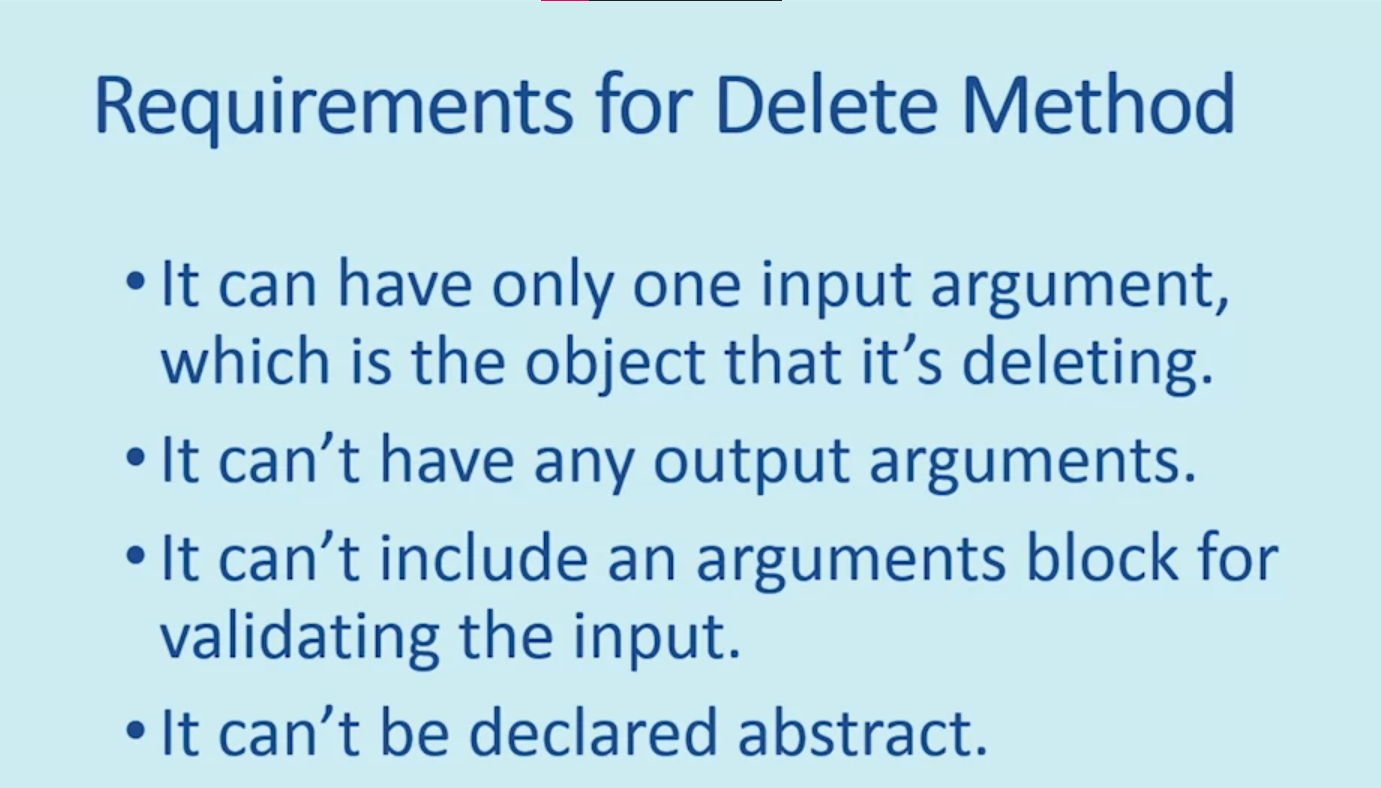 Requirements for Delete Method
• It can have only one input argument,
which is the object that it’s deleting.
• It can’t have any output arguments.
• It can’t include an arguments block for
validating the input.
• It can’t be declared abstract.